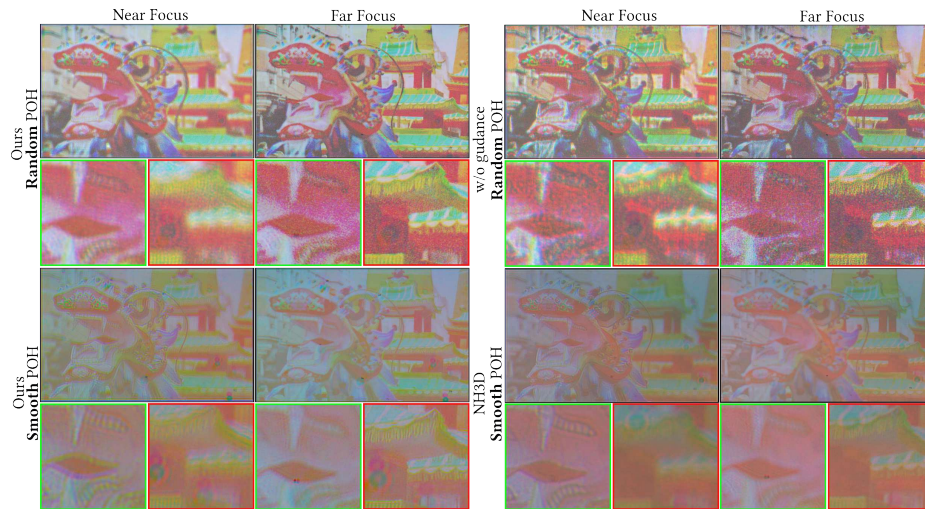 Near Focus
Far Focus
Near Focus
Far Focus
Ours
Random POH
w/o gudance
Random POH
Ours
Smooth POH
NH3D
Smooth POH